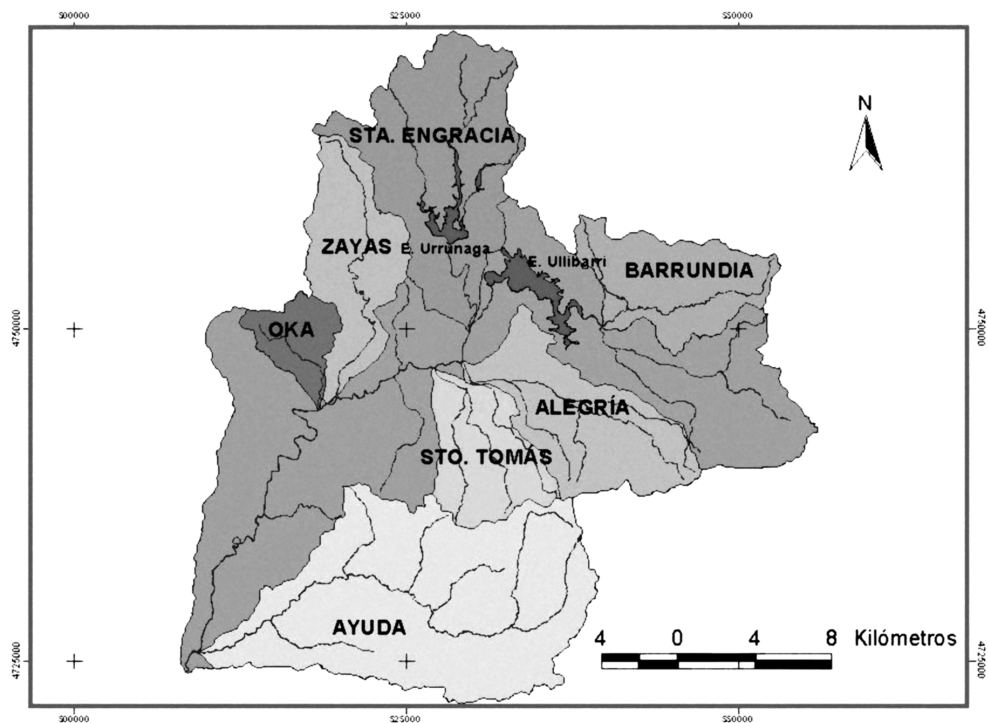 500000 525000 550000
N
STA. ENGRACIA
ZAYAS E. Urrúnaga
E. Ullibarri
BARRUNDIA
4750000 OKA 4750000
ALEGRÍA
STO. TOMÁS
AYUDA
4 0 4 8 Kilómetros
4725000 4725000
500000 525000 550000